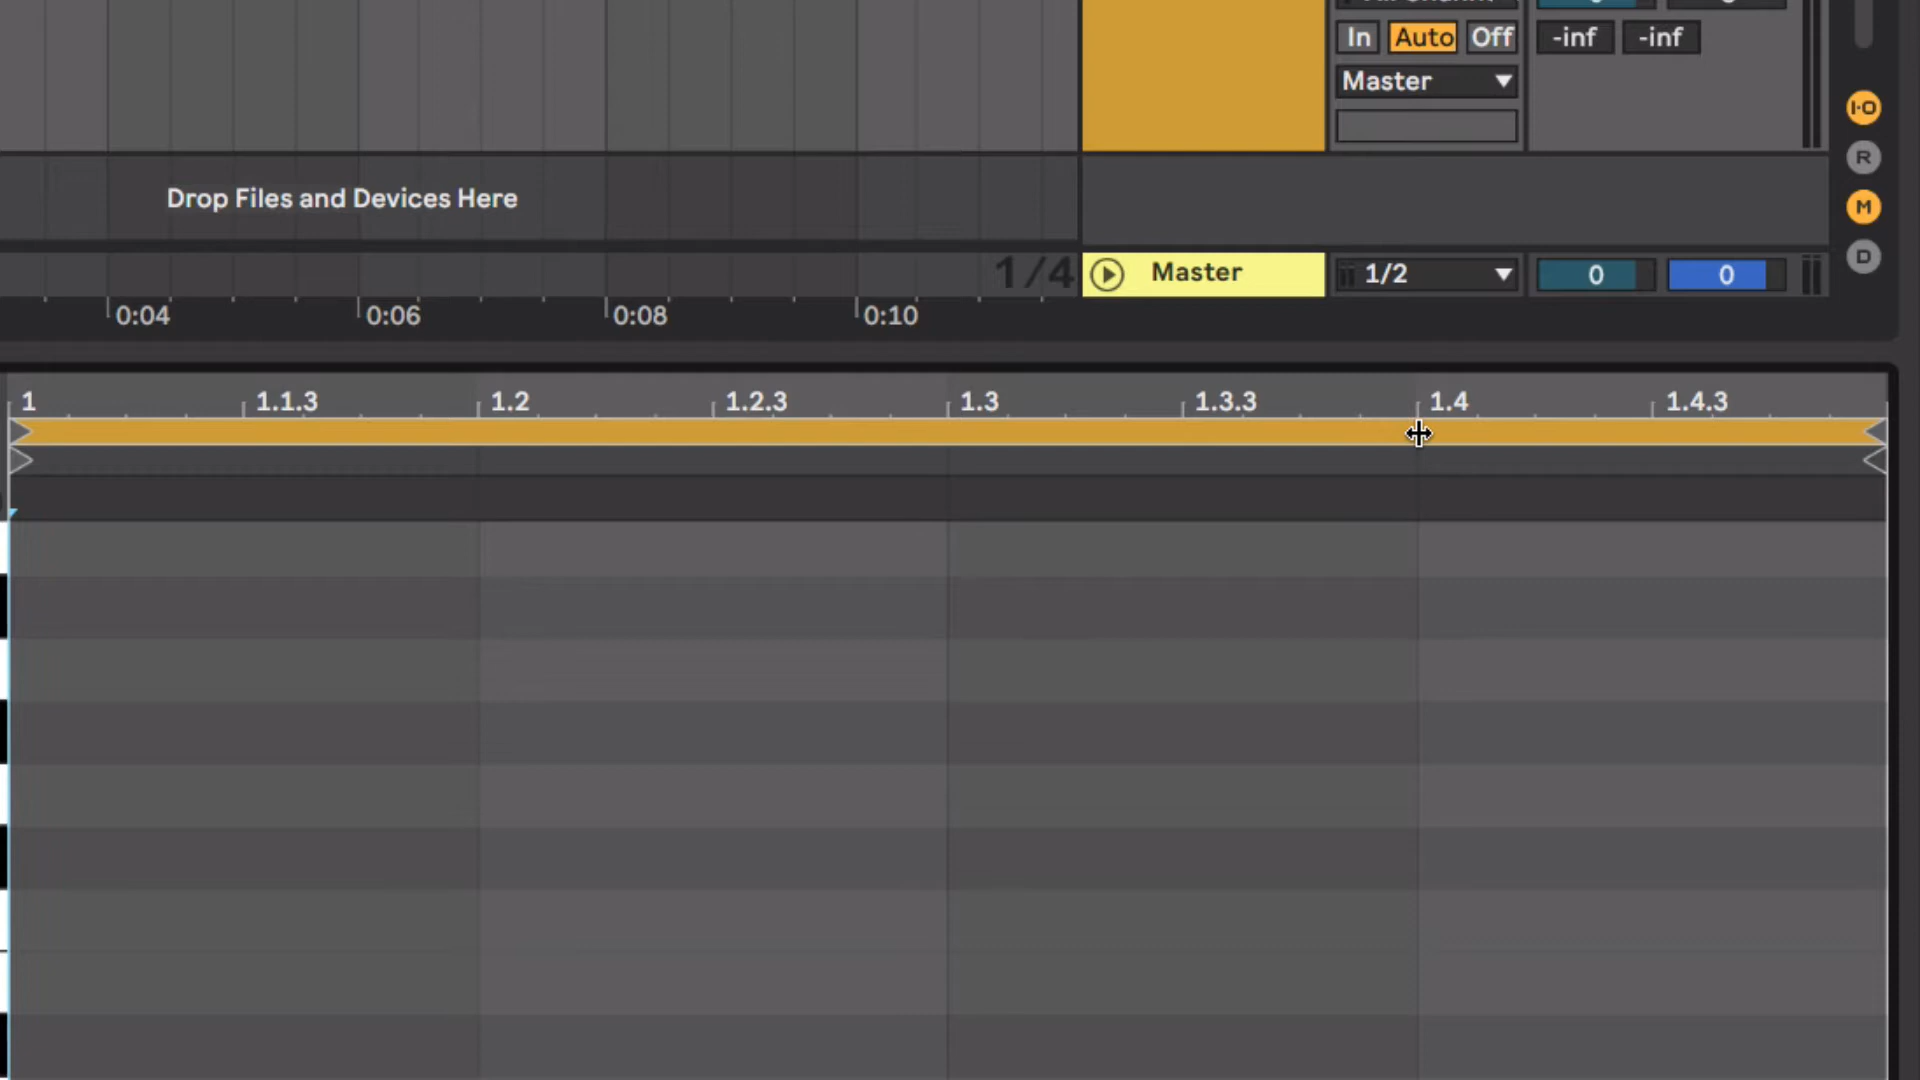 In Auto Off -inf -inf
Master
I·O
R
Drop Files and Devices Here
M
D
1/4 Master 1/2 0 0
0:04 0:06 0:08 0:10
1 1.1.3 1.2 1.2.3 1.3 1.3.3 1.4 1.4.3